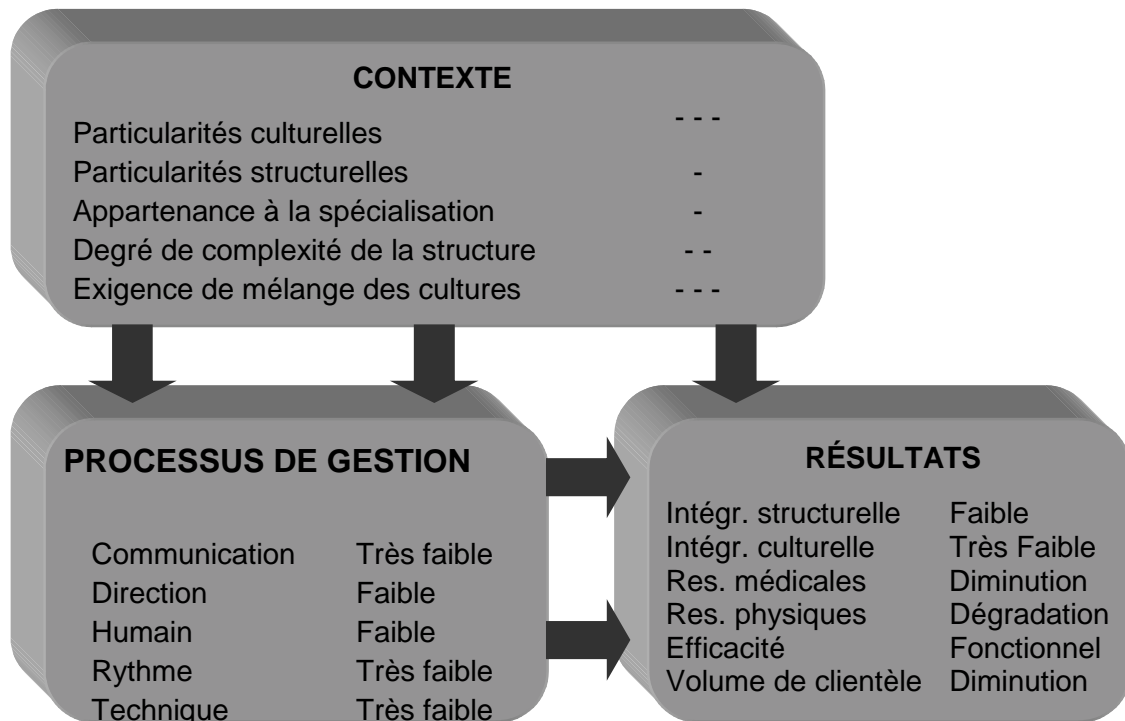 CONTEXTE
Particularités culturelles - - -
Particularités structurelles -
Appartenance à la spécialisation -
Degré de complexité de la structure - -
Exigence de mélange des cultures - - -
PROCESSUS DE GESTION
Communication Très faible
Direction Faible
Humain Faible
Rythme Très faible
Technique Très faible
RÉSULTATS
Intégr. structurelle Faible
Intégr. culturelle Très Faible
Res. médicales Diminution
Res. physiques Dégradation
Efficacité Fonctionnel
Volume de clientèle Diminution